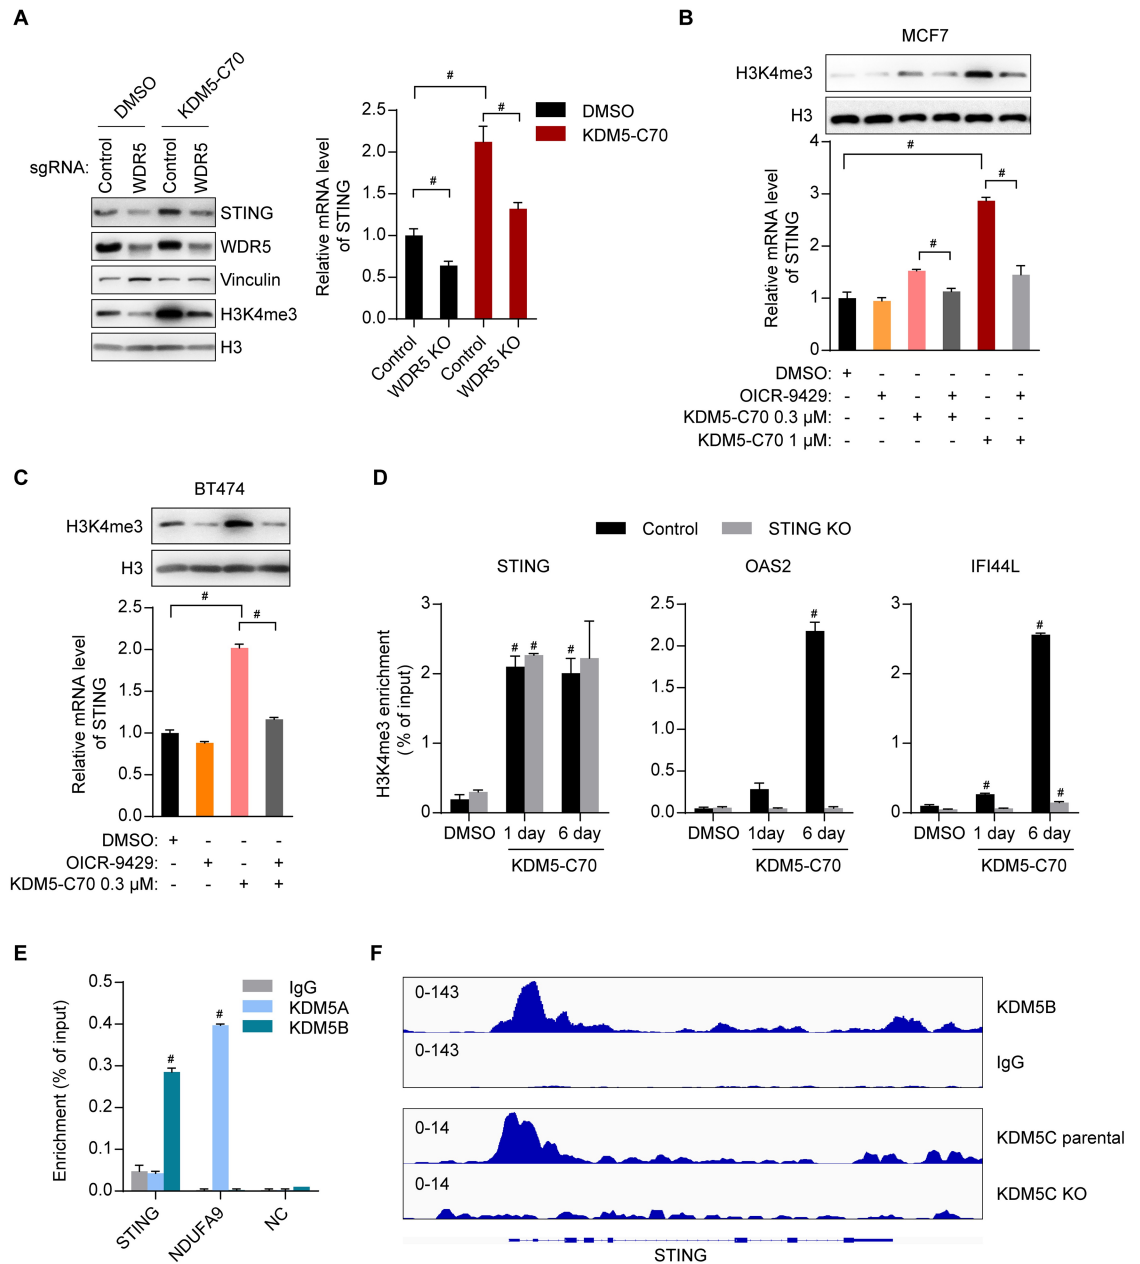 A
DMSO
KDM5-C70
sgRNA:
Control
WDR5
Control
WDR5
STING
WDR5
Vinculin
H3K4me3
H3
Relative mRNA level
of STING
2.5
2.0
1.5
1.0
0.5
0.0
#
#
#
DMSO
KDM5-C70
Control
WDR5 KO
Control
WDR5 KO
B
MCF7
H3K4me3
H3
Relative mRNA level
of STING
4
3
2
1
0
#
#
#
DMSO: + - - - - -
OICR-9429: - + - + - +
KDM5-C70 0.3 µM: - - + + - -
KDM5-C70 1 µM: - - - - + +
C
BT474
H3K4me3
H3
Relative mRNA level
of STING
2.5
2.0
1.5
1.0
0.5
0.0
#
#
DMSO: + - - -
OICR-9429: - + - +
KDM5-C70 0.3 µM: - - + +
D
Control
STING KO
STING
H3K4me3 enrichment
( % of input)
3
2
1
0
# # #
DMSO 1 day 6 day
KDM5-C70
OAS2
2.5
2.0
1.5
1.0
0.5
0.0
#
DMSO 1day 6 day
KDM5-C70
IFI44L
3
2
1
0
#
#
#
DMSO 1 day 6 day
KDM5-C70
E
Enrichment (% of input)
0.5
0.4
0.3
0.2
0.1
0.0
#
#
IgG
KDM5A
KDM5B
STING
NDUFA9
NC
F
0-143
KDM5B
0-143
IgG
0-14
KDM5C parental
0-14
KDM5C KO
STING